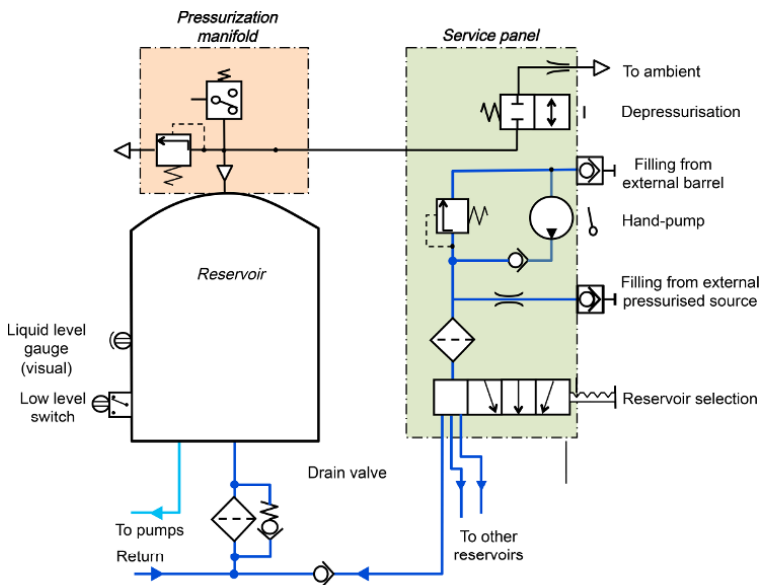 Pressurization
manifold
Service panel
To ambient
Depressurisation
Filling from
external barrel
Hand-pump
Reservoir
Filling from external
pressurised source
Liquid level
gauge
(visual)
Low level
switch
Reservoir selection
Drain valve
To pumps
To other
reservoirs
Return